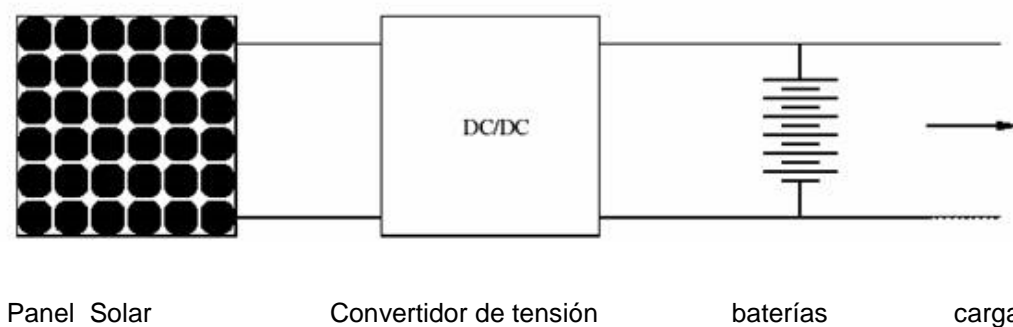 DC/DC
Panel Solar Convertidor de tensión baterías carga